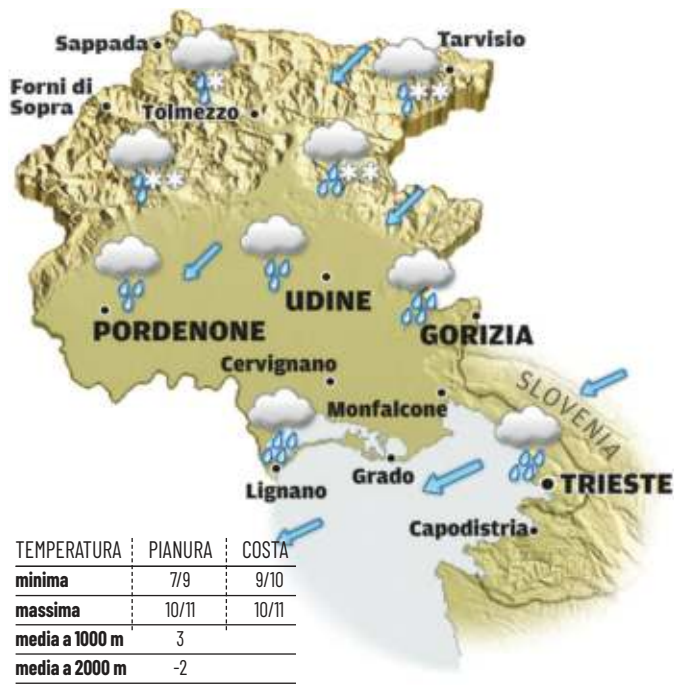 Sappada
Tarvisio
Forni di
Sopra
Tolmezzo
UDINE
PORDENONE
GORIZIA
Cervignano
SLOVENIA
Monfalcone
Grado
Lignano
TRIESTE
Capodistria
TEMPERATURA PIANURA COSTA
minima 7/9 9/10
massima 10/11 10/11
media a 1000 m 3
media a 2000 m -2